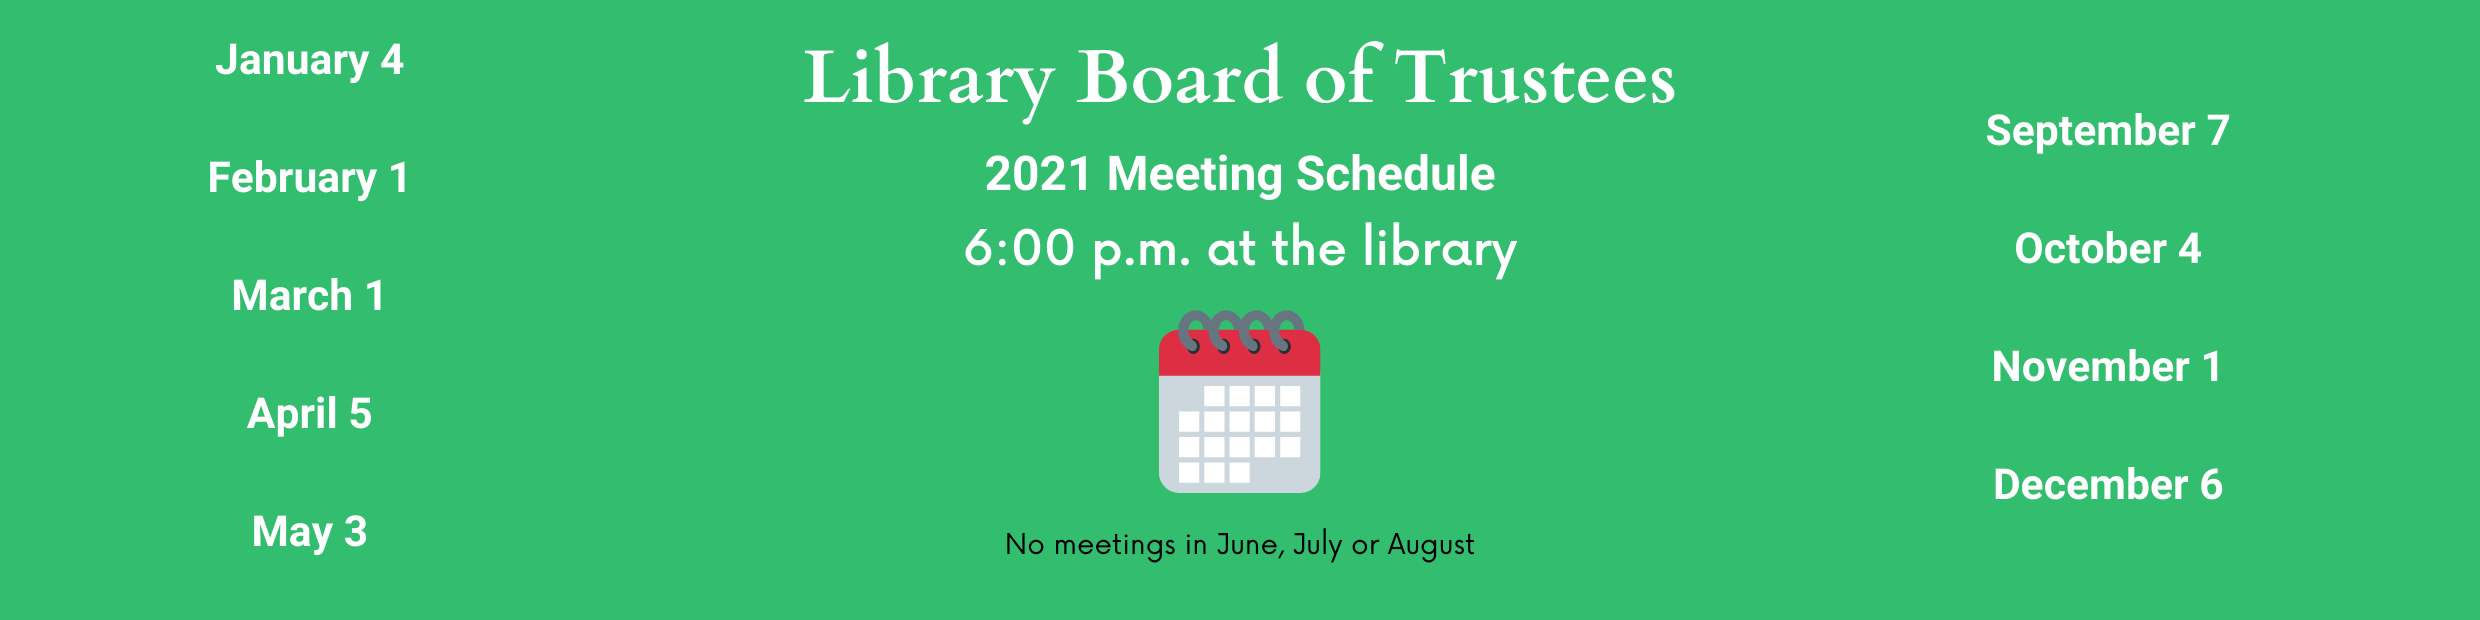 Library Board of Trustees
2021 Meeting Schedule
6:00 p.m. at the library
January 4
February 1
March 1
April 5
May 3
September 7
October 4
November 1
December 6
No meetings in June, July or August